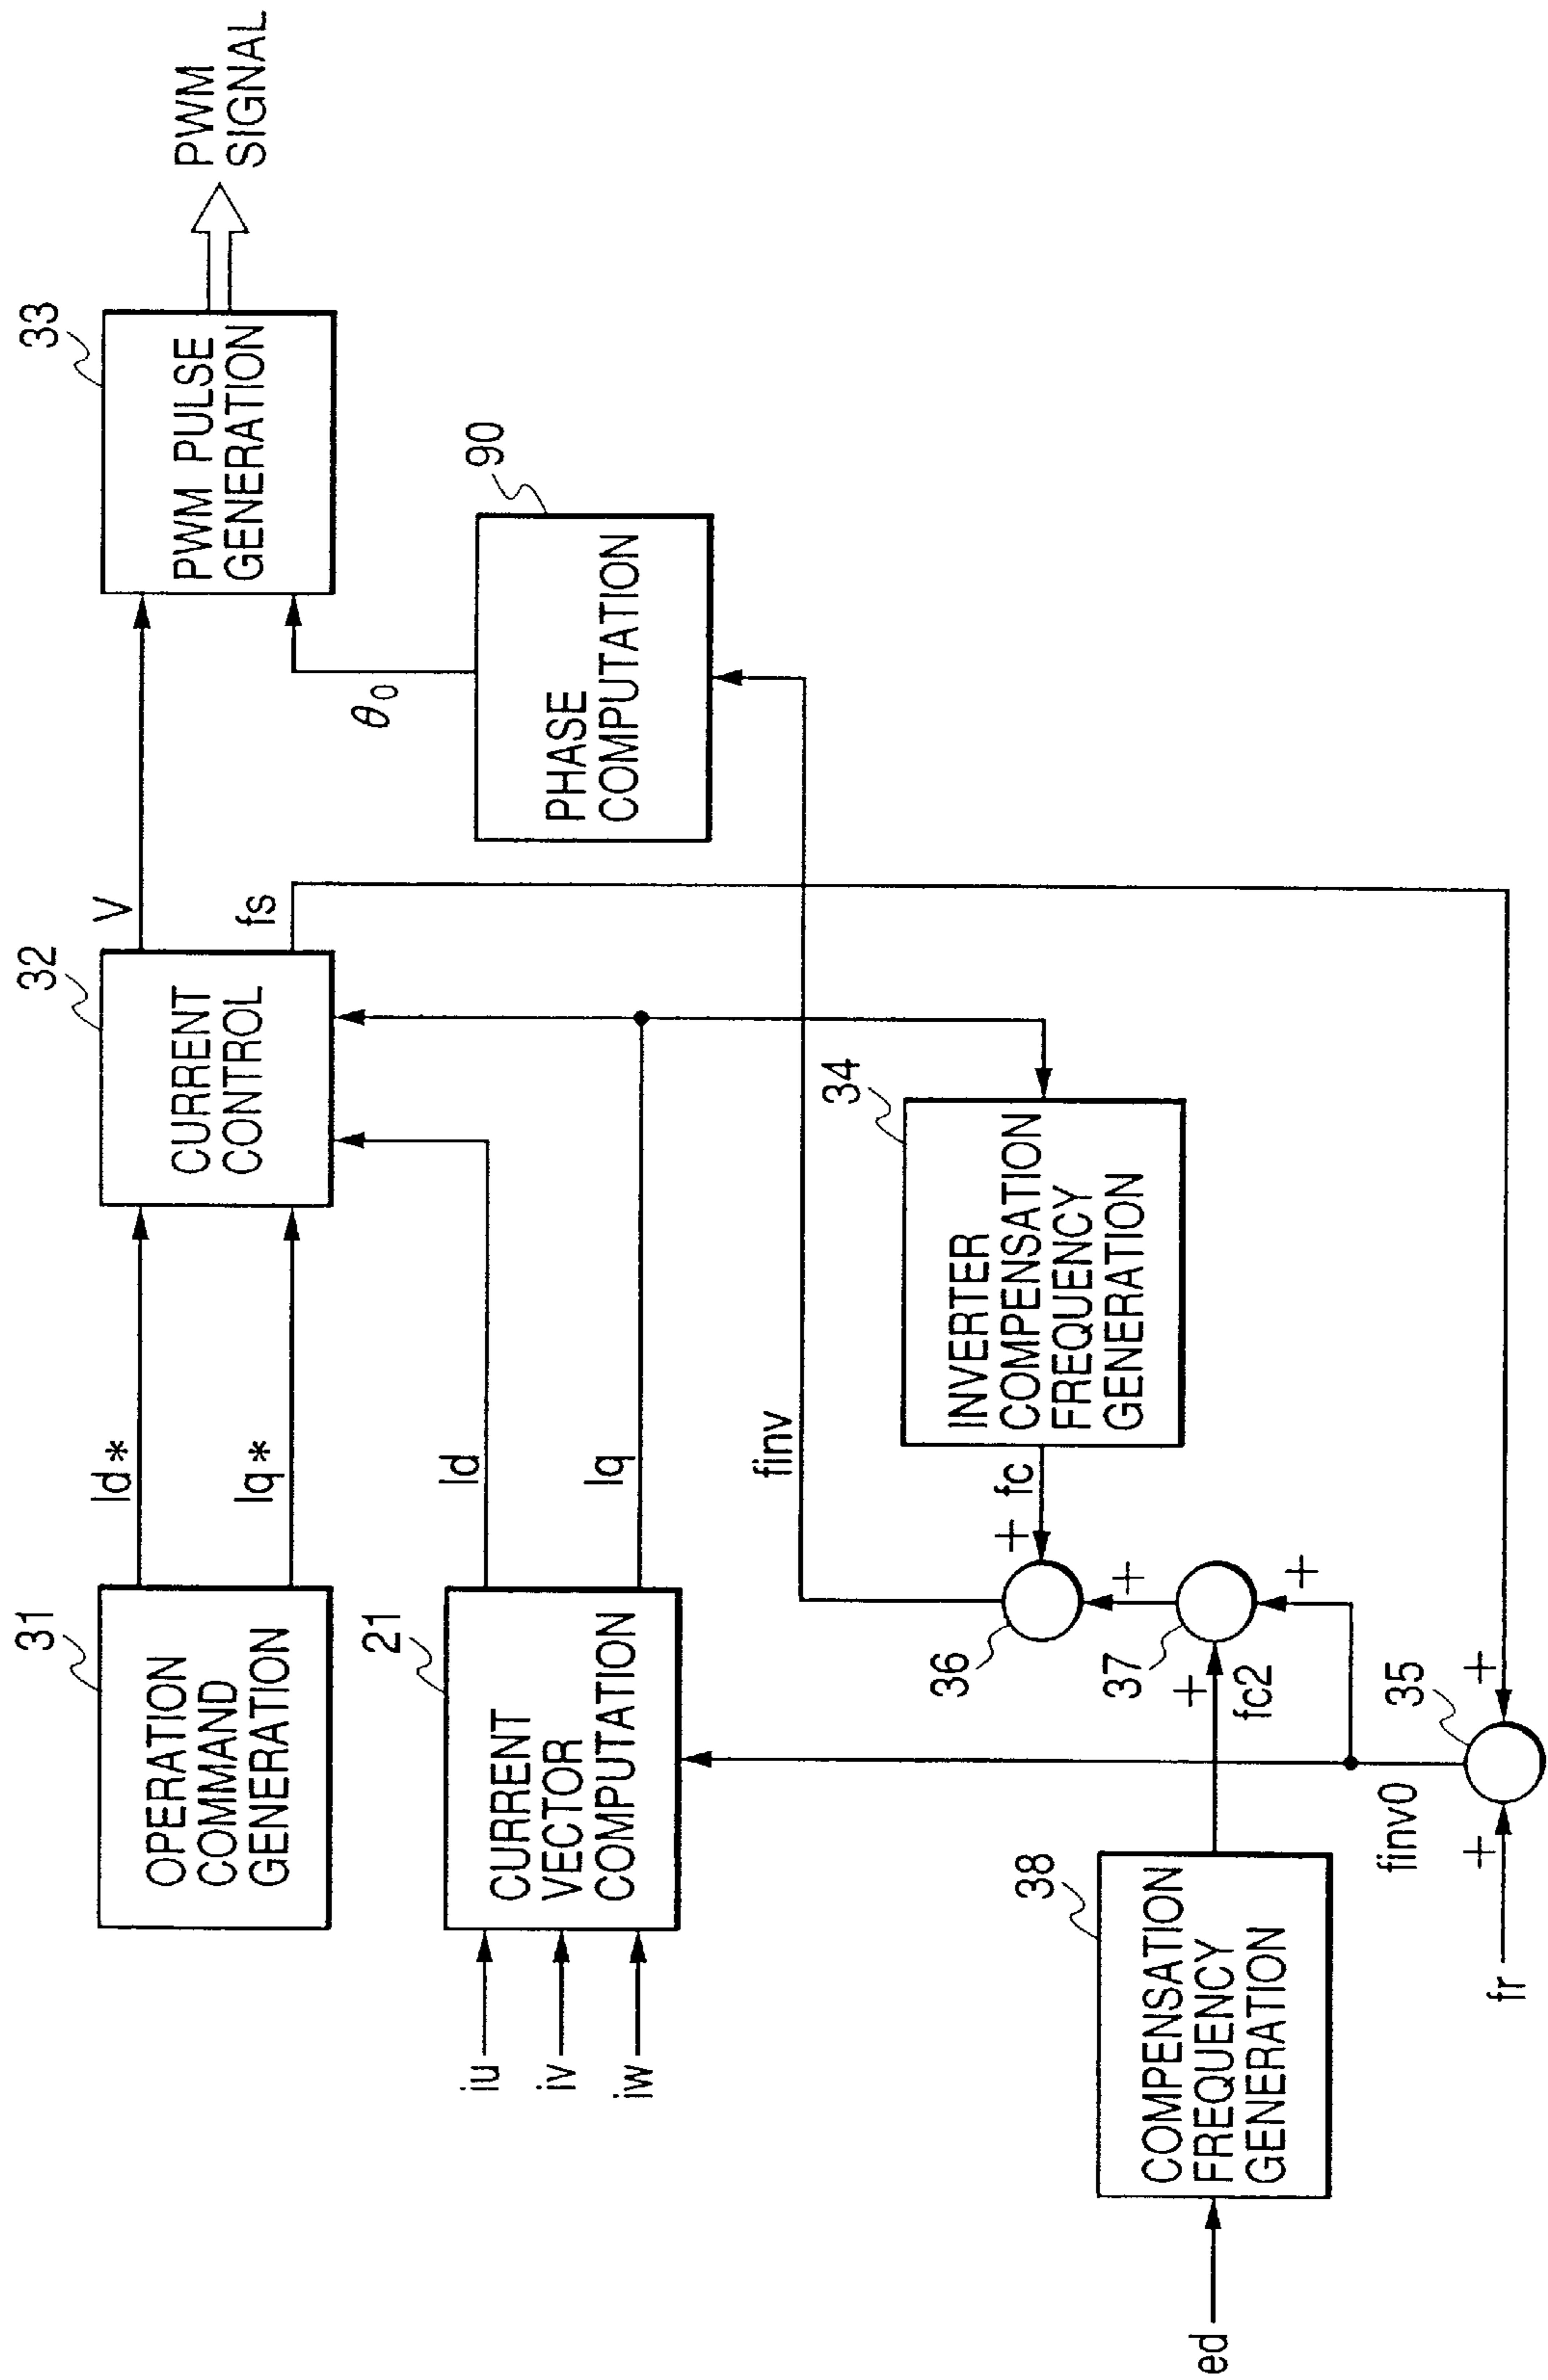 31
OPERATION
COMMAND
GENERATION
Id*
Iq*
32
CURRENT
CONTROL
V
fs
33
PWM PULSE
GENERATION
PWM
SIGNAL
iu
iv
iw
21
CURRENT
VECTOR
COMPUTATION
Id
Iq
θ0
90
PHASE
COMPUTATION
finv
34
INVERTER
COMPENSATION
FREQUENCY
GENERATION
fc
+
36
+
37
+
+
fc2
ed
38
COMPENSATION
FREQUENCY
GENERATION
finv0
35
+
+
fr